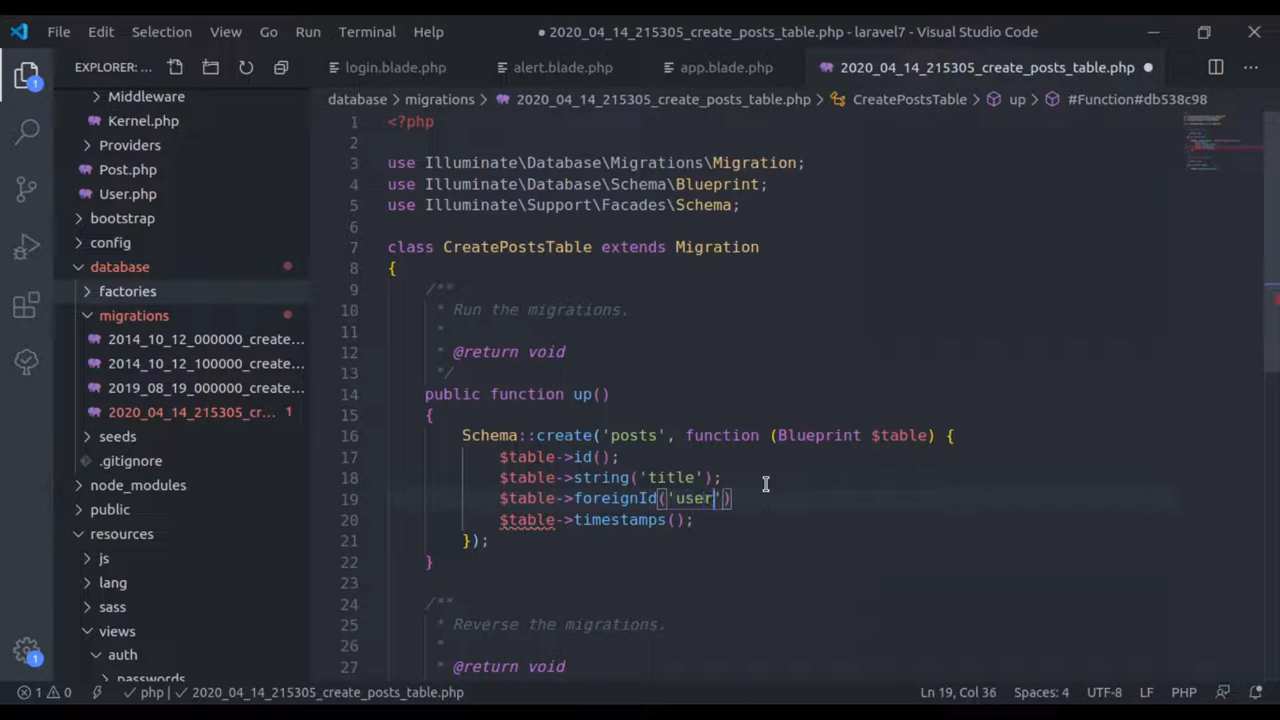 File Edit Selection View Go Run Terminal Help
● 2020_04_14_215305_create_posts_table.php - laravel7 - Visual Studio Code
EXPLORER: ...
login.blade.php alert.blade.php app.blade.php 2020_04_14_215305_create_posts_table.php ●
database > migrations > 2020_04_14_215305_create_posts_table.php > CreatePostsTable > up > #Function#db538c98
1
Middleware
Kernel.php
Providers
Post.php
User.php
bootstrap
config
database
factories
migrations
2014_10_12_000000_create...
2014_10_12_100000_create...
2019_08_19_000000_create...
2020_04_14_215305_cr... 1
seeds
.gitignore
node_modules
public
resources
js
lang
sass
views
auth
passwords
1 <?php
2
3 use Illuminate\Database\Migrations\Migration;
4 use Illuminate\Database\Schema\Blueprint;
5 use Illuminate\Support\Facades\Schema;
6
7 class CreatePostsTable extends Migration
8 {
9 /**
10 * Run the migrations.
11 *
12 * @return void
13 */
14 public function up()
15 {
16 Schema::create('posts', function (Blueprint $table) {
17 $table->id();
18 $table->string('title');
19 $table->foreignId('user')
20 $table->timestamps();
21 });
22 }
23
24 /**
25 * Reverse the migrations.
26 *
27 * @return void
1
1 0 php 2020_04_14_215305_create_posts_table.php Ln 19, Col 36 Spaces: 4 UTF-8 LF PHP